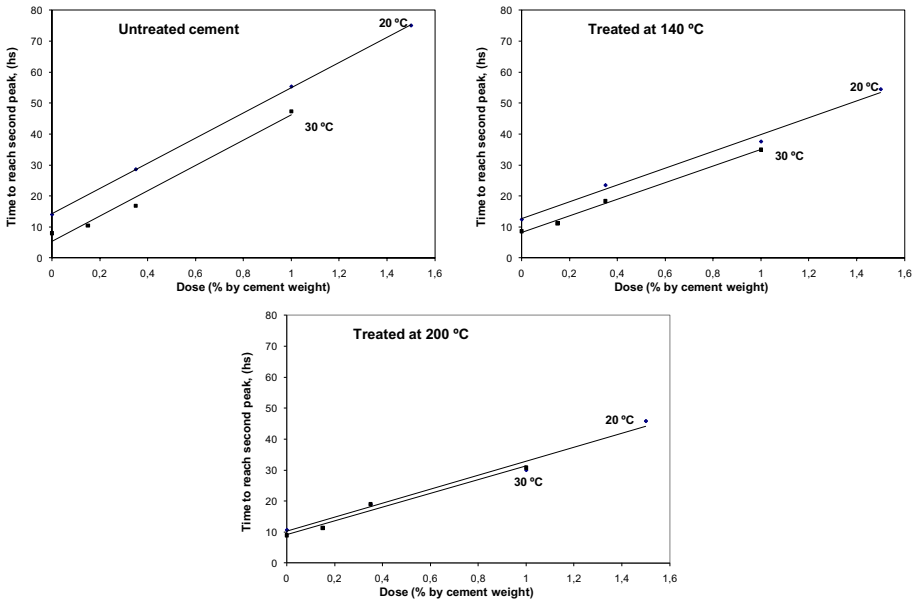 Untreated cement
Time to reach second peak, (hs)
80
70
60
50
40
30
20
10
0
20 ºC
30 ºC
0 0,2 0,4 0,6 0,8 1 1,2 1,4 1,6
Dose (% by cement weight)
Treated at 140 ºC
Time to reach second peak, (hs)
80
70
60
50
40
30
20
10
0
20 ºC
30 ºC
0 0,2 0,4 0,6 0,8 1 1,2 1,4 1,6
Dose (% by cement weight)
Treated at 200 ºC
Time to reach second peak, (hs)
80
70
60
50
40
30
20
10
0
20 ºC
30 ºC
0 0,2 0,4 0,6 0,8 1 1,2 1,4 1,6
Dose (% by cement weight)